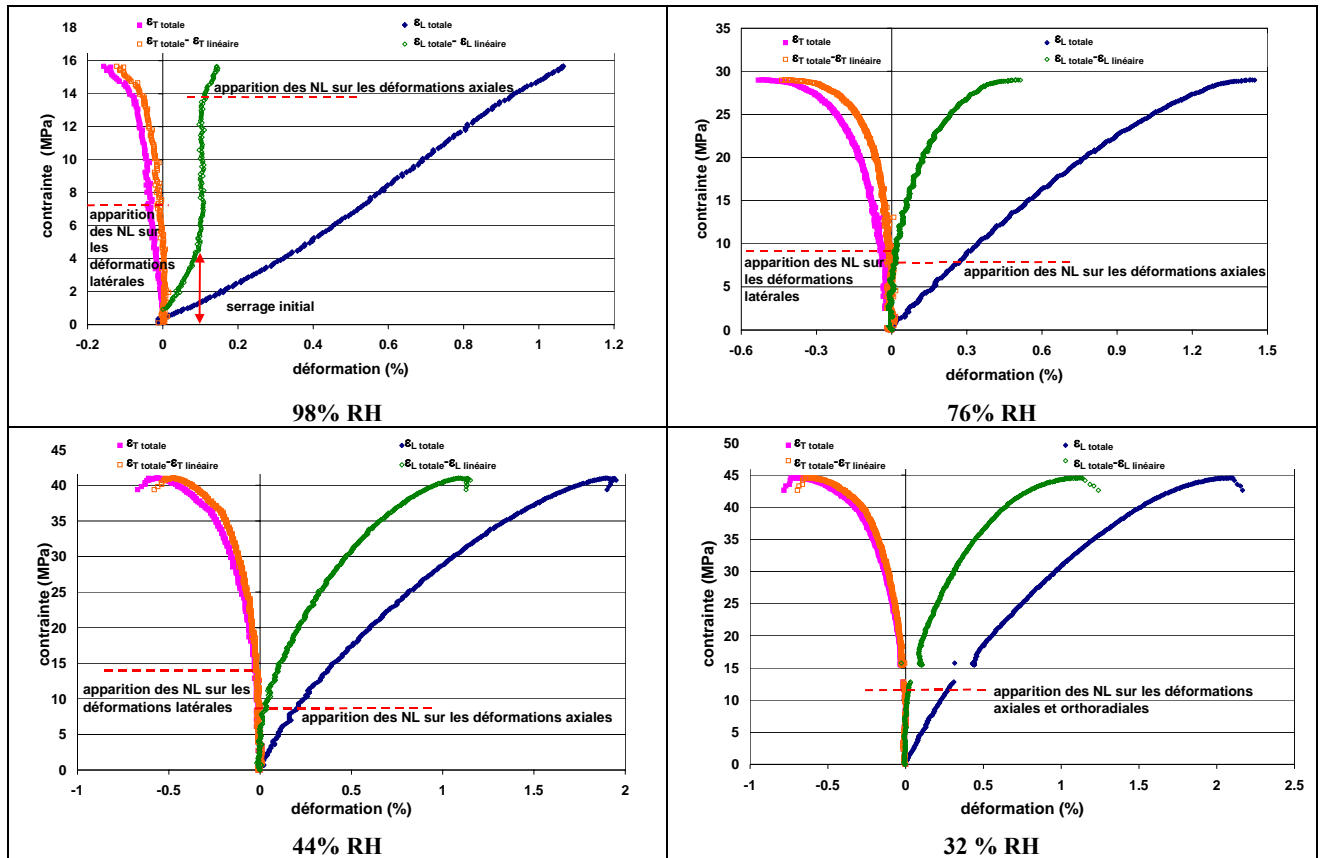 εT totale
εL totale
εT totale- εT linéaire
εL totale- εL linéaire
16
14
12
10
8
6
4
2
0
contrainte (MPa)
apparition des NL sur les déformations axiales
apparition
des NL sur
les
déformations
latérales
serrage initial
-0.2
0
0.2
0.4
0.6
0.8
1
1.2
déformation (%)
98% RH
εT totale
εL totale
εT totale-εT linéaire
εL totale-εL linéaire
35
30
25
20
15
10
5
0
contrainte (MPa)
apparition des NL sur
les déformations
latérales
apparition des NL sur les déformations axiales
-0.6
-0.3
0
0.3
0.6
0.9
1.2
1.5
déformation (%)
76% RH
εT totale
εL totale
εT totale-εT linéaire
εL totale-εL linéaire
45
40
35
30
25
20
15
10
5
0
contrainte (MPa)
apparition des NL sur les
déformations latérales
apparition des NL sur les déformations axiales
-1
-0.5
0
0.5
1
1.5
2
déformation (%)
44% RH
εT totale
εL totale
εT totale-εT linéaire
εL totale-εL linéaire
50
45
40
35
30
25
20
15
10
5
0
contrainte (MPa)
apparition des NL sur les déformations
axiales et orthoradiales
-1
-0.5
0
0.5
1
1.5
2
2.5
déformation (%)
32 % RH